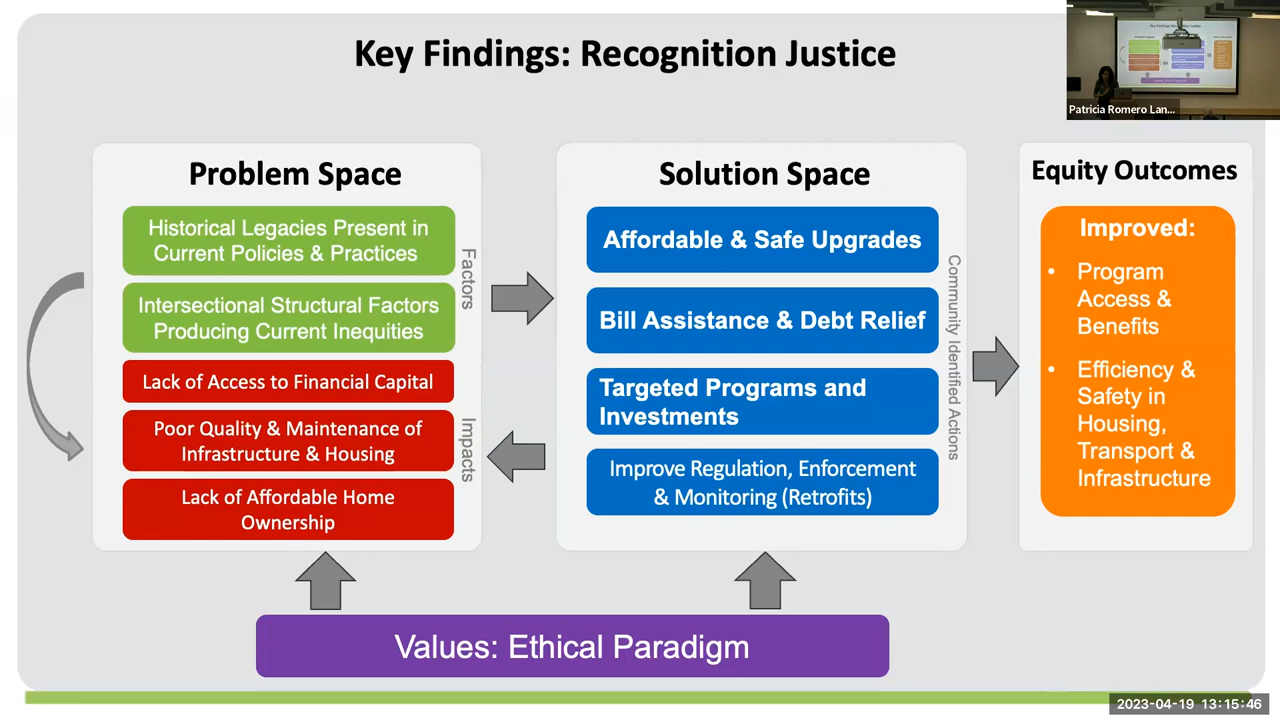 Key Findings: Recognition Justice
Patricia Romero Lan...
Problem Space
Historical Legacies Present in
Current Policies & Practices
Intersectional Structural Factors
Producing Current Inequities
Factors
Lack of Access to Financial Capital
Poor Quality & Maintenance of
Infrastructure & Housing
Lack of Affordable Home
Ownership
Impacts
Solution Space
Affordable & Safe Upgrades
Bill Assistance & Debt Relief
Targeted Programs and
Investments
Improve Regulation, Enforcement
& Monitoring (Retrofits)
Community Identified Actions
Equity Outcomes
Improved:
• Program
Access &
Benefits
• Efficiency &
Safety in
Housing,
Transport &
Infrastructure
Values: Ethical Paradigm
2023-04-19 13:15:46